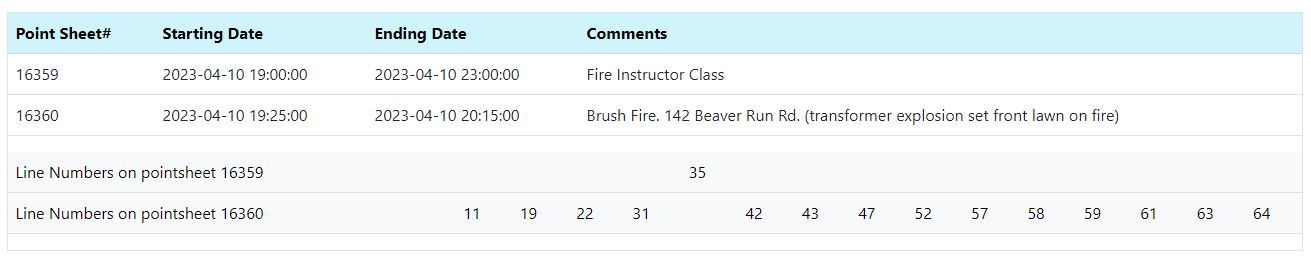 Point Sheet# Starting Date Ending Date Comments
16359 2023-04-10 19:00:00 2023-04-10 23:00:00 Fire Instructor Class
16360 2023-04-10 19:25:00 2023-04-10 20:15:00 Brush Fire. 142 Beaver Run Rd. (transformer explosion set front lawn on fire)
Line Numbers on pointsheet 16359 35
Line Numbers on pointsheet 16360 11 19 22 31 42 43 47 52 57 58 59 61 63 64